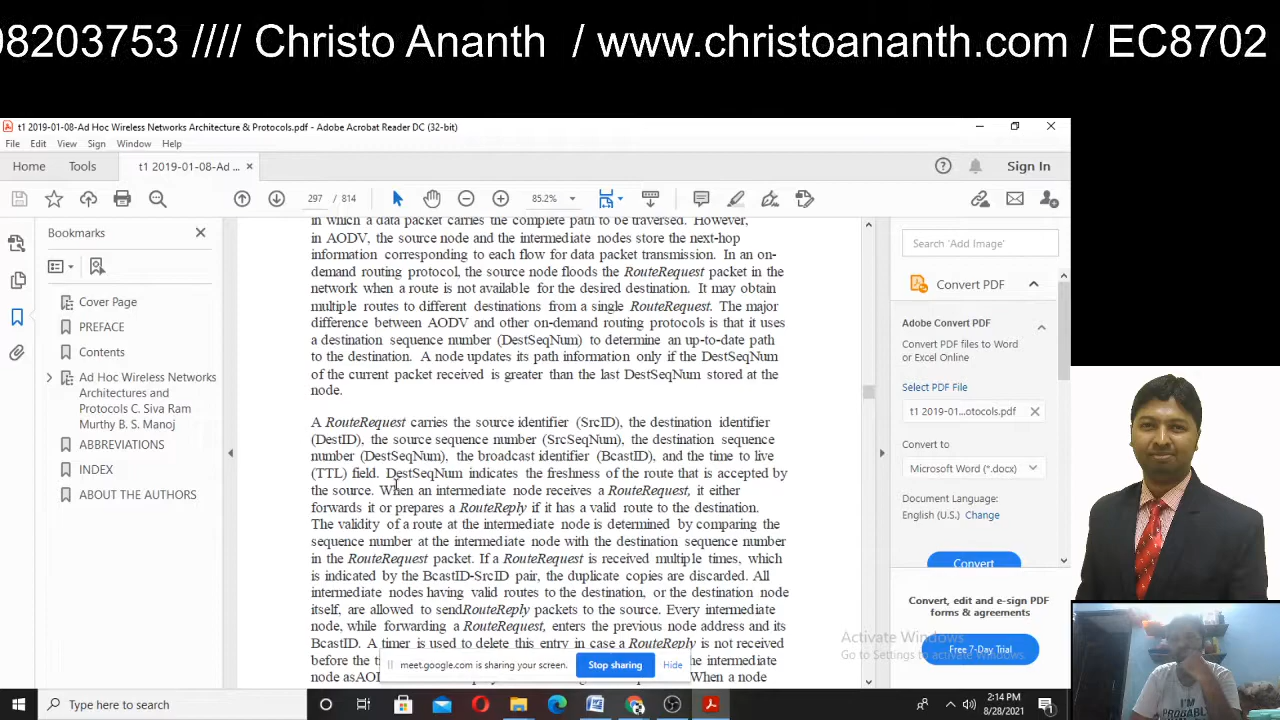 08203753 //// Christo Ananth / www.christoananth.com / EC8702
t1 2019-01-08-Ad Hoc Wireless Networks Architecture & Protocols.pdf - Adobe Acrobat Reader DC (32-bit)
File Edit View Sign Window Help
Home Tools t1 2019-01-08-Ad ... × Sign In
297 / 814 85.2%
Bookmarks
Cover Page
PREFACE
Contents
Ad Hoc Wireless Networks
Architectures and
Protocols C. Siva Ram
Murthy B. S. Manoj
ABBREVIATIONS
INDEX
ABOUT THE AUTHORS
in which a data packet carries the complete path to be traversed. However,
in AODV, the source node and the intermediate nodes store the next-hop
information corresponding to each flow for data packet transmission. In an on-
demand routing protocol, the source node floods the RouteRequest packet in the
network when a route is not available for the desired destination. It may obtain
multiple routes to different destinations from a single RouteRequest. The major
difference between AODV and other on-demand routing protocols is that it uses
a destination sequence number (DestSeqNum) to determine an up-to-date path
to the destination. A node updates its path information only if the DestSeqNum
of the current packet received is greater than the last DestSeqNum stored at the
node.
A RouteRequest carries the source identifier (SrcID), the destination identifier
(DestID), the source sequence number (SrcSeqNum), the destination sequence
number (DestSeqNum), the broadcast identifier (BcastID), and the time to live
(TTL) field. DestSeqNum indicates the freshness of the route that is accepted by
the source. When an intermediate node receives a RouteRequest, it either
forwards it or prepares a RouteReply if it has a valid route to the destination.
The validity of a route at the intermediate node is determined by comparing the
sequence number at the intermediate node with the destination sequence number
in the RouteRequest packet. If a RouteRequest is received multiple times, which
is indicated by the BcastID-SrcID pair, the duplicate copies are discarded. All
intermediate nodes having valid routes to the destination, or the destination node
itself, are allowed to sendRouteReply packets to the source. Every intermediate
node, while forwarding a RouteRequest, enters the previous node address and its
BcastID. A timer is used to delete this entry in case a RouteReply is not received
before the t
intermediate
node asAO
When a node
meet.google.com is sharing your screen. Stop sharing Hide
Search 'Add Image'
Convert PDF
Adobe Convert PDF
Convert PDF files to Word
or Excel Online
Select PDF File
t1 2019-01...otocols.pdf ×
Convert to
Microsoft Word (*.docx)
Document Language:
English (U.S.) Change
Convert
Convert, edit and e-sign PDF
forms & agreements
Free 7-Day Trial
Activate Windows
Go to Settings to activate Windows.
I'M
PROBABLY
Type here to search
2:14 PM
8/28/2021
1